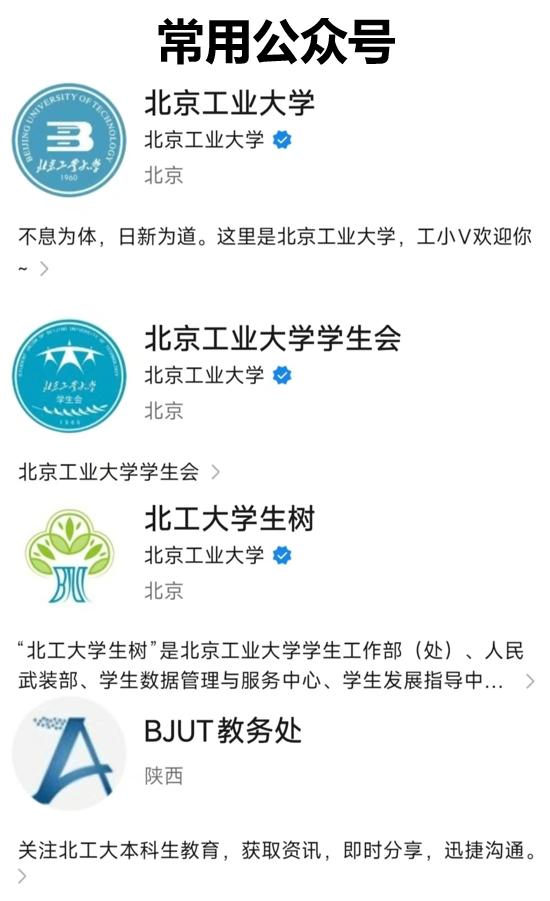 常用公众号
BEIJING UNIVERSITY OF TECHNOLOGY
北京工业大学
1960
北京工业大学
北京工业大学
北京
不息为体，日新为道。这里是北京工业大学，工小V欢迎你
~
STUDENT UNION OF BEIJING UNIVERSITY OF TECHNOLOGY
北京工业大学
学生会
1960
北京工业大学学生会
北京工业大学
北京
北京工业大学学生会
BJUT
北工大学生树
北京工业大学
北京
“北工大学生树”是北京工业大学学生工作部（处）、人民
武装部、学生数据管理与服务中心、学生发展指导中...
BJUT教务处
陕西
关注北工大本科生教育，获取资讯，即时分享，迅捷沟通。